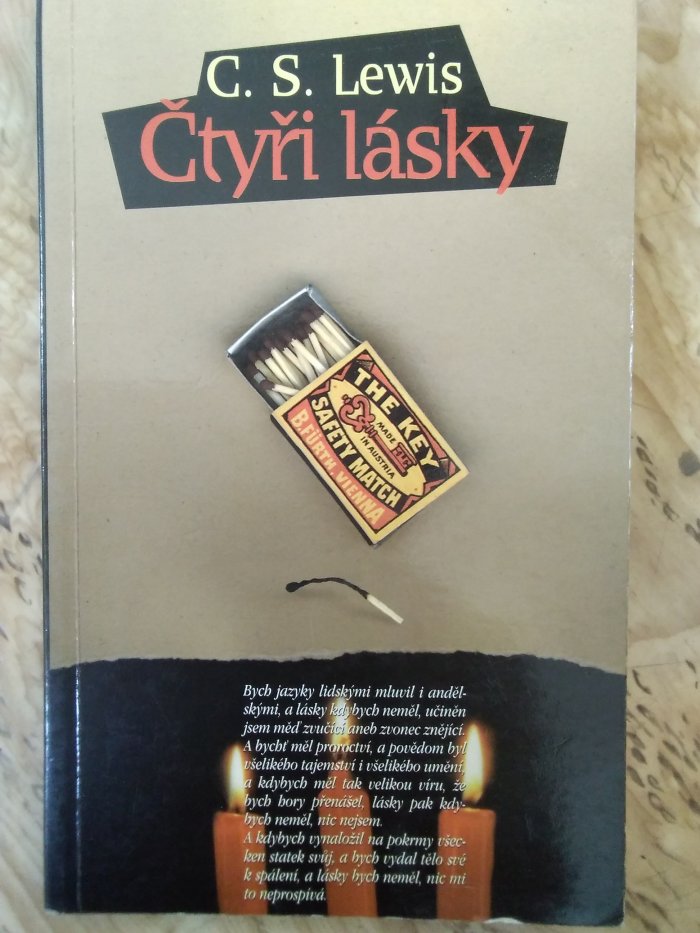 C. S. Lewis
Čtyři lásky
THE KEY
MADE
IN AUSTRIA
SAFETY MATCH
B. FÜRTH, VIENNA
Bych jazyky lidskými mluvil i anděl-
skými, a lásky kdybych neměl, učiněn
jsem měď zvučící aneb zvonec znějící.
A bychť měl proroctví, a povědom byl
všelikého tajemství i všelikého umění,
a kdybych měl tak velikou víru, že
bych hory přenášel, lásky pak kdy-
bych neměl, nic nejsem.
A kdybych vynaložil na pokrmy všec-
ken statek svůj, a bych vydal tělo své
k spálení, a lásky bych neměl, nic mi
to neprospívá.